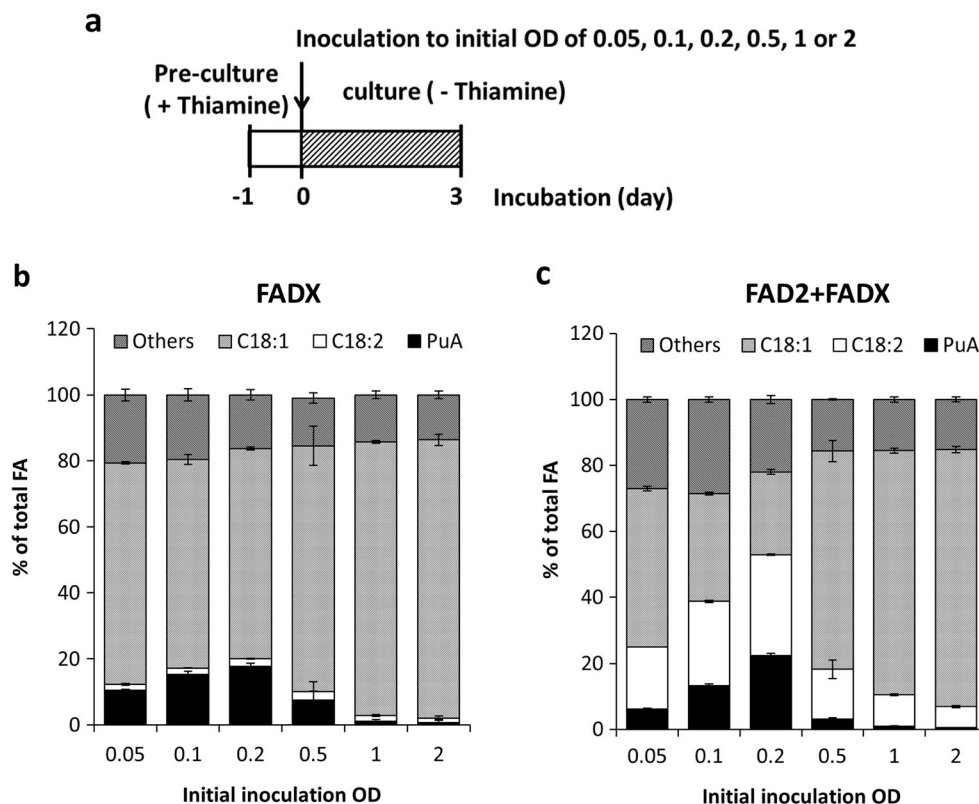 a
Inoculation to initial OD of 0.05, 0.1, 0.2, 0.5, 1 or 2
Pre-culture
( + Thiamine)
culture ( - Thiamine)
-1 0 3 Incubation (day)
b
FADX
120
100
80
60
40
20
0
% of total FA
Others C18:1 C18:2 PuA
0.05 0.1 0.2 0.5 1 2
Initial inoculation OD
c
FAD2+FADX
120
100
80
60
40
20
0
% of total FA
Others C18:1 C18:2 PuA
0.05 0.1 0.2 0.5 1 2
Initial inoculation OD